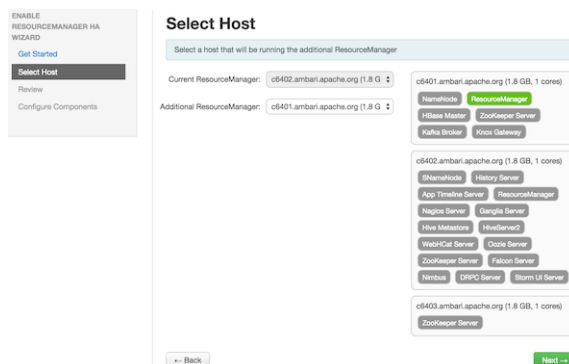 ENABLE
RESOURCEMANAGER HA
WIZARD
Get Started
Select Host
Review
Configure Components
Select Host
Select a host that will be running the additional ResourceManager
Current ResourceManager: c6402.ambari.apache.org (1.8 G
Additional ResourceManager: c6401.ambari.apache.org (1.8 G
c6401.ambari.apache.org (1.8 GB, 1 cores)
NameNode ResourceManager
HBase Master ZooKeeper Server
Kafka Broker Knox Gateway
c6402.ambari.apache.org (1.8 GB, 1 cores)
SNameNode History Server
App Timeline Server ResourceManager
Nagios Server Ganglia Server
Hive Metastore HiveServer2
WebHCat Server Oozie Server
ZooKeeper Server Falcon Server
Nimbus DRPC Server Storm UI Server
c6403.ambari.apache.org (1.8 GB, 1 cores)
ZooKeeper Server
← Back
Next →